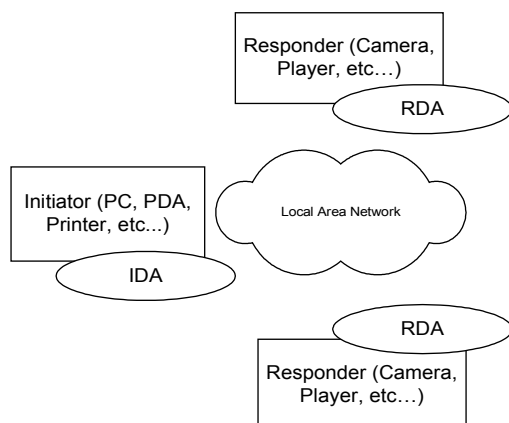 Responder (Camera,
Player, etc…)
RDA
Initiator (PC, PDA,
Printer, etc...)
IDA
Local Area Network
RDA
Responder (Camera,
Player, etc…)